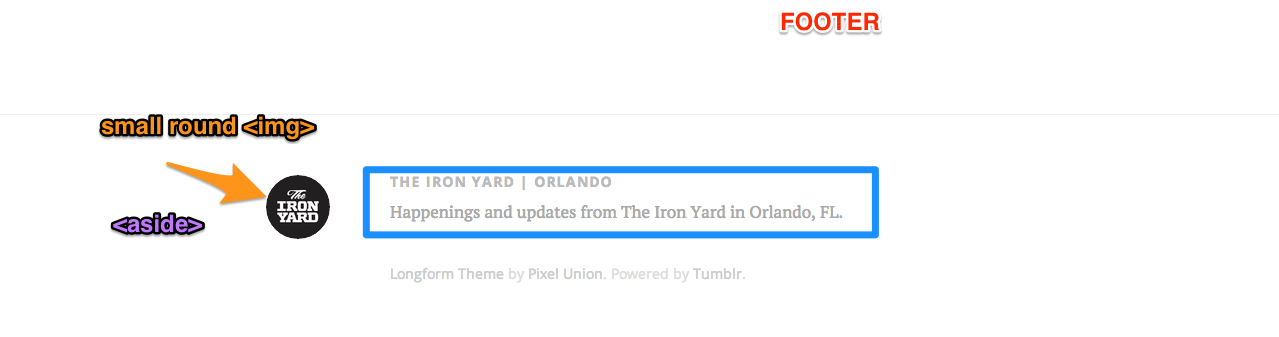 FOOTER
small round <img>
The
IRON
YARD
THE IRON YARD | ORLANDO
Happenings and updates from The Iron Yard in Orlando, FL.
<aside>
Longform Theme by Pixel Union. Powered by Tumblr.